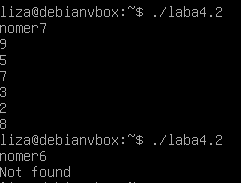 liza@debianvbox:~$ ./laba4.2
nomer7
9
5
7
3
2
8
liza@debianvbox:~$ ./laba4.2
nomer6
Not found